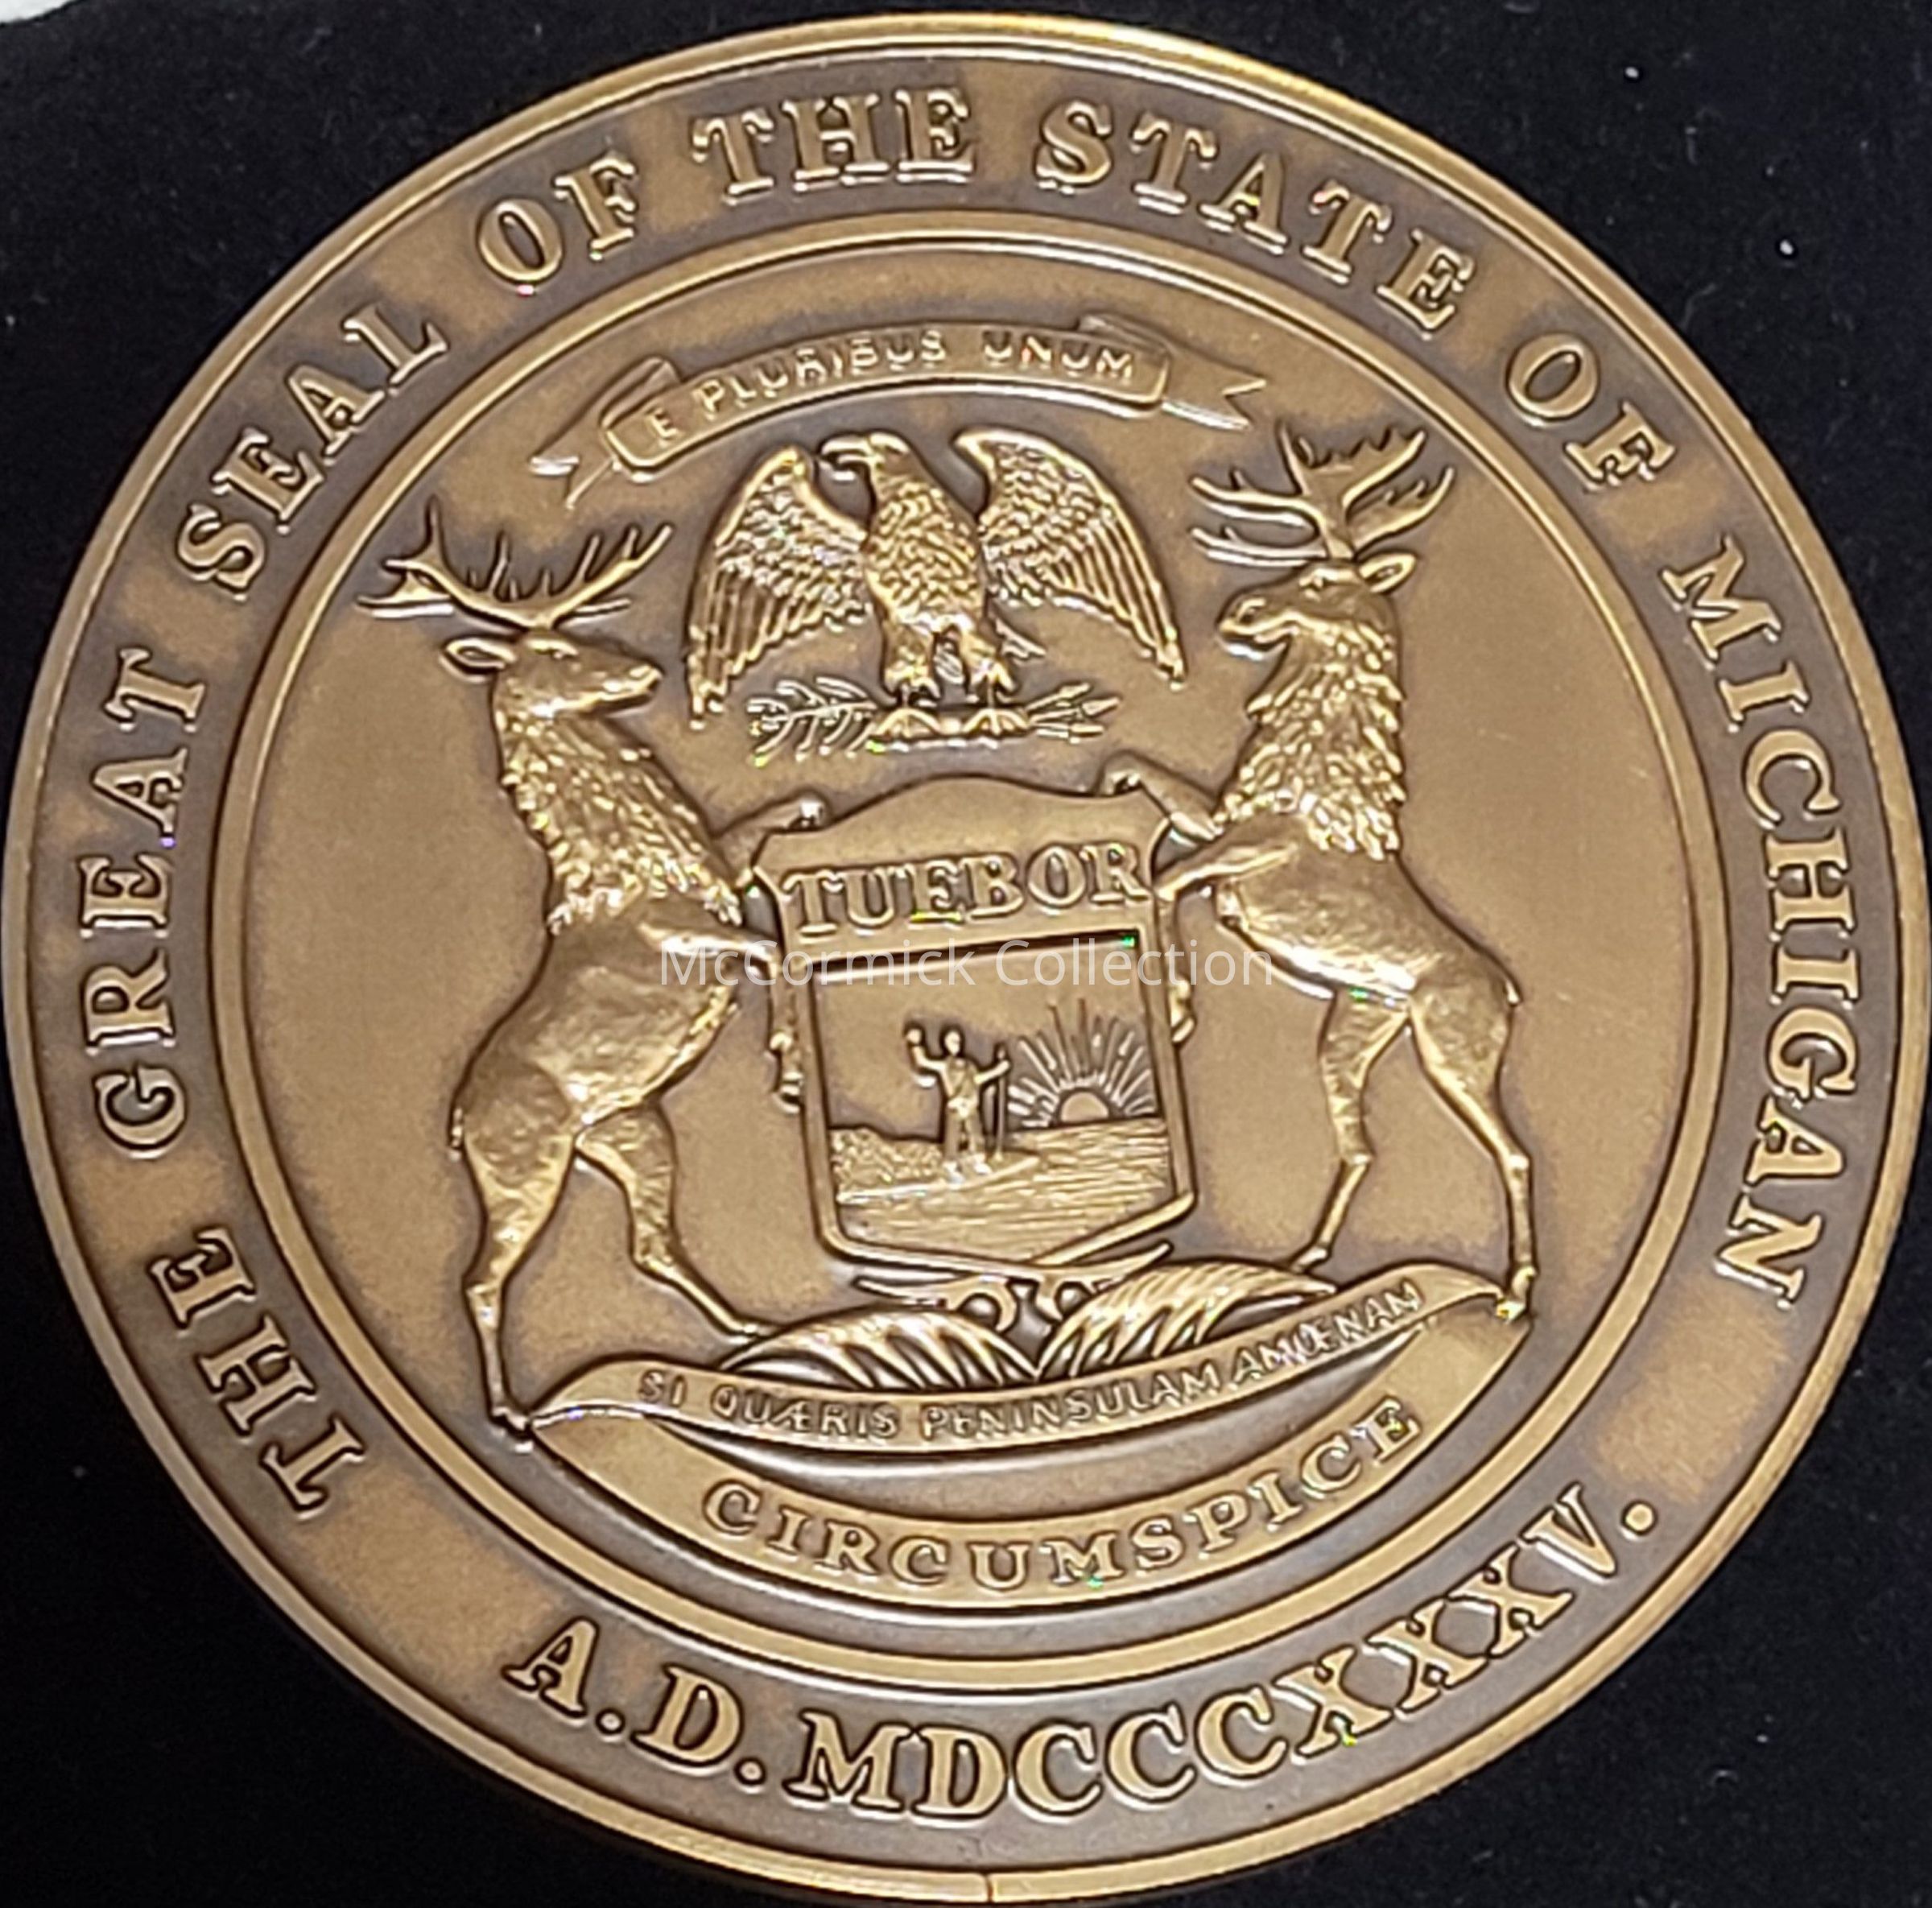 THE GREAT SEAL OF THE STATE OF MICHIGAN
E PLURIBUS UNUM
TUEBOR
McCormick Collection
SI QUÆRIS PENINSULAM AMŒNAM
CIRCUMSPICE
A.D. MDCCCXXXV.